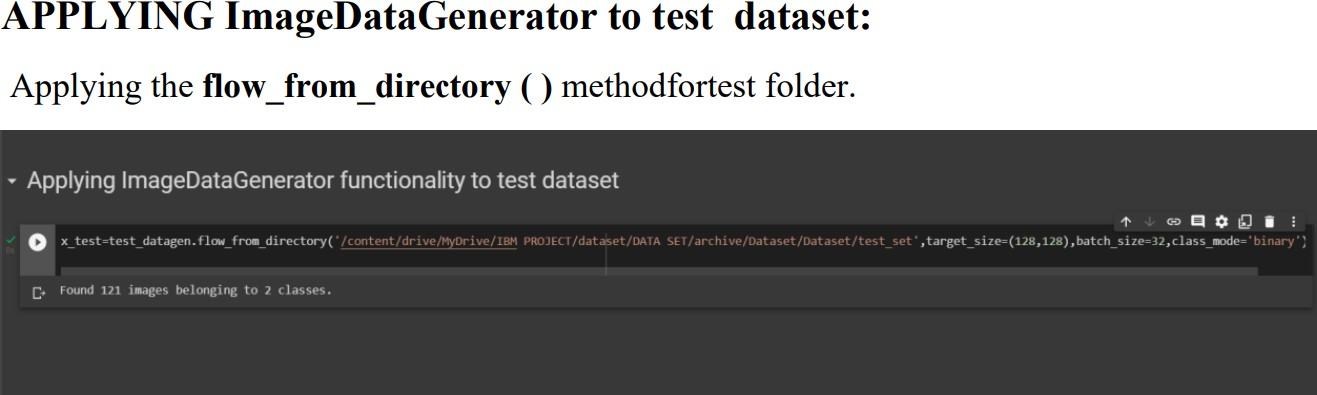 APPLYING ImageDataGenerator to test dataset:
Applying the flow_from_directory ( ) methodfortest folder.
Applying ImageDataGenerator functionality to test dataset
x_test=test_datagen.flow_from_directory('/content/drive/MyDrive/IBM PROJECT/dataset/DATA SET/archive/Dataset/Dataset/test_set',target_size=(128,128),batch_size=32,class_mode='binary')
Found 121 images belonging to 2 classes.